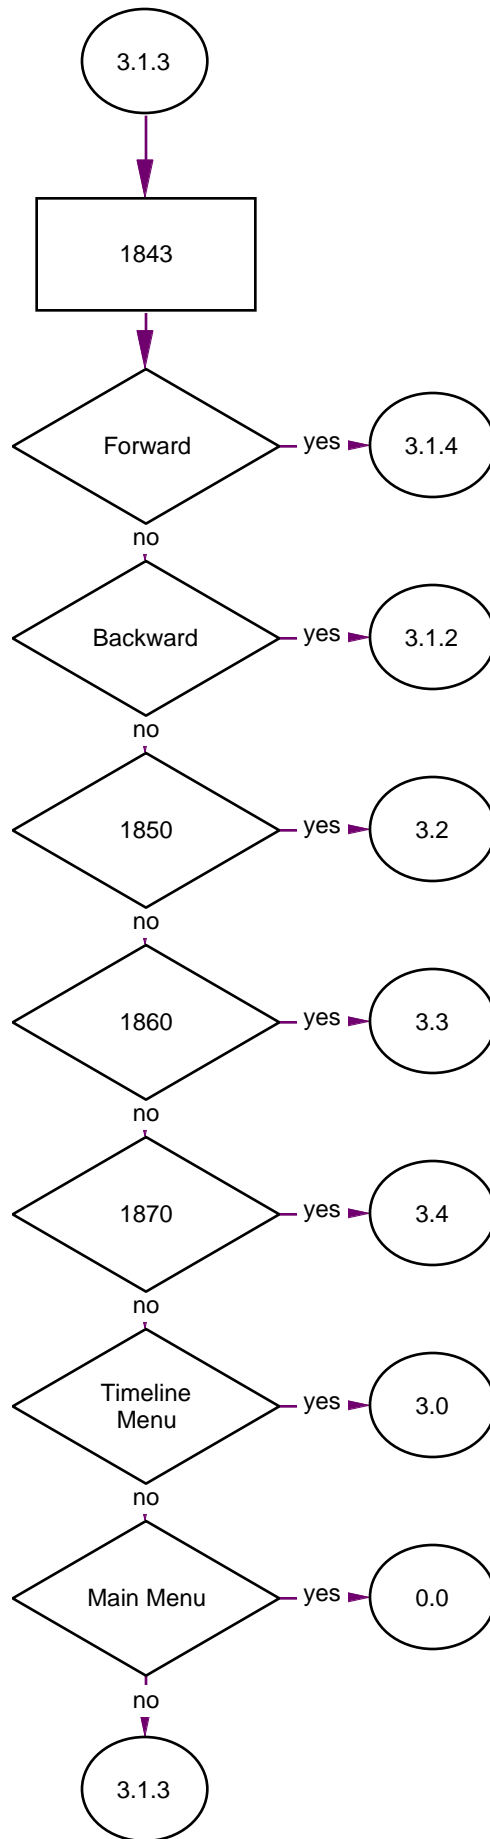 3.1.3
1843
Forward
yes
3.1.4
no
Backward
yes
3.1.2
no
1850
yes
3.2
no
1860
yes
3.3
no
1870
yes
3.4
no
Timeline
Menu
yes
3.0
no
Main Menu
yes
0.0
no
3.1.3